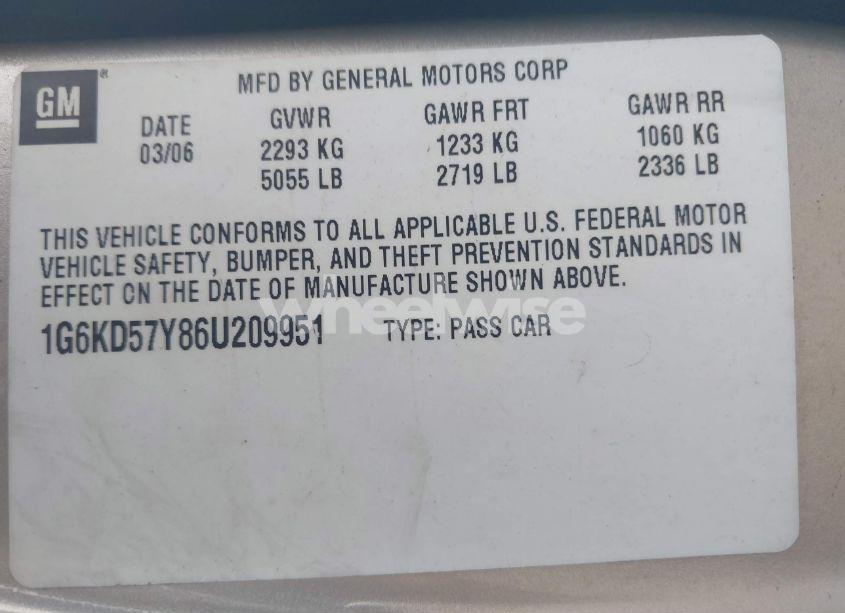 GM®
MFD BY GENERAL MOTORS CORP
DATE GVWR GAWR FRT GAWR RR
03/06 2293 KG 1233 KG 1060 KG
5055 LB 2719 LB 2336 LB
THIS VEHICLE CONFORMS TO ALL APPLICABLE U.S. FEDERAL MOTOR
VEHICLE SAFETY, BUMPER, AND THEFT PREVENTION STANDARDS IN
EFFECT ON THE DATE OF MANUFACTURE SHOWN ABOVE.
wheelwise
1G6KD57Y86U209951 TYPE: PASS CAR